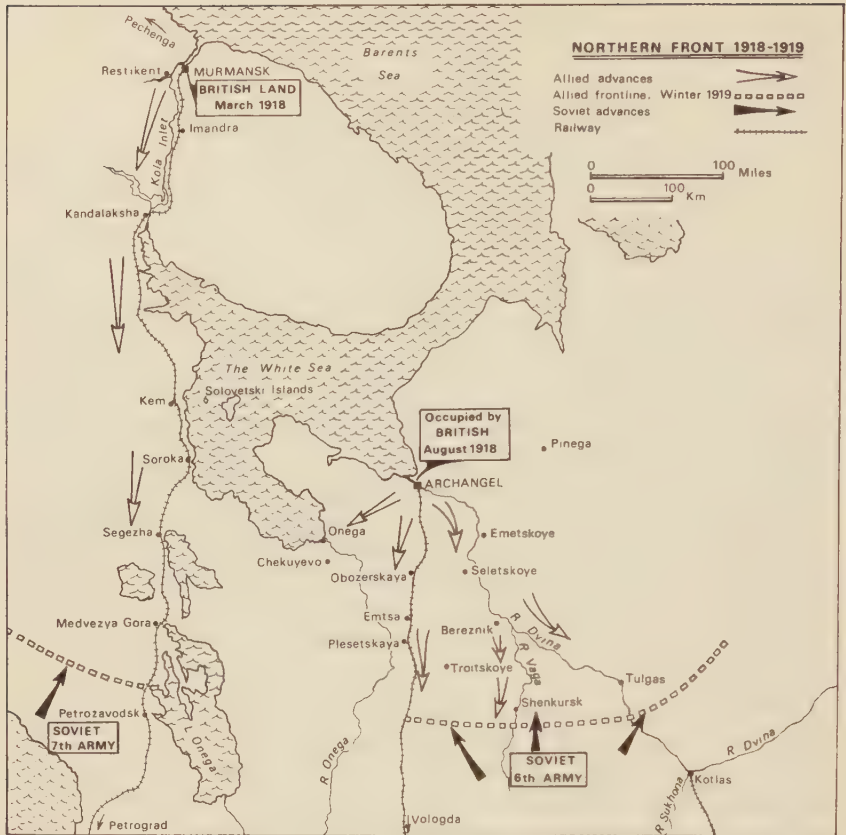 NORTHERN FRONT 1918-1919
Allied advances
Allied frontline. Winter 1919
Soviet advances
Railway
0 100 Miles
0 100 Km
Pechenga
Barents
Sea
Restikent
MURMANSK
BRITISH LAND
March 1918
Imandra
Kola Inlet
Kandalaksha
The White Sea
Solovetski Islands
Kem
Occupied by
BRITISH
August 1918
Pinega
Soroka
ARCHANGEL
Segezha
Onega
Emetskoye
Chekuyevo
Obozerskaya
Seletskoye
Medvezya Gora
Emtsa
Bereznik
R Dvina
Plesetskaya
R Vaga
Troitskoye
Tulgas
Shenkursk
Petrozavodsk
SOVIET
7th ARMY
L Onega
R Onega
SOVIET
6th ARMY
R Dvina
Kotlas
R Sukhona
Petrograd
Vologda